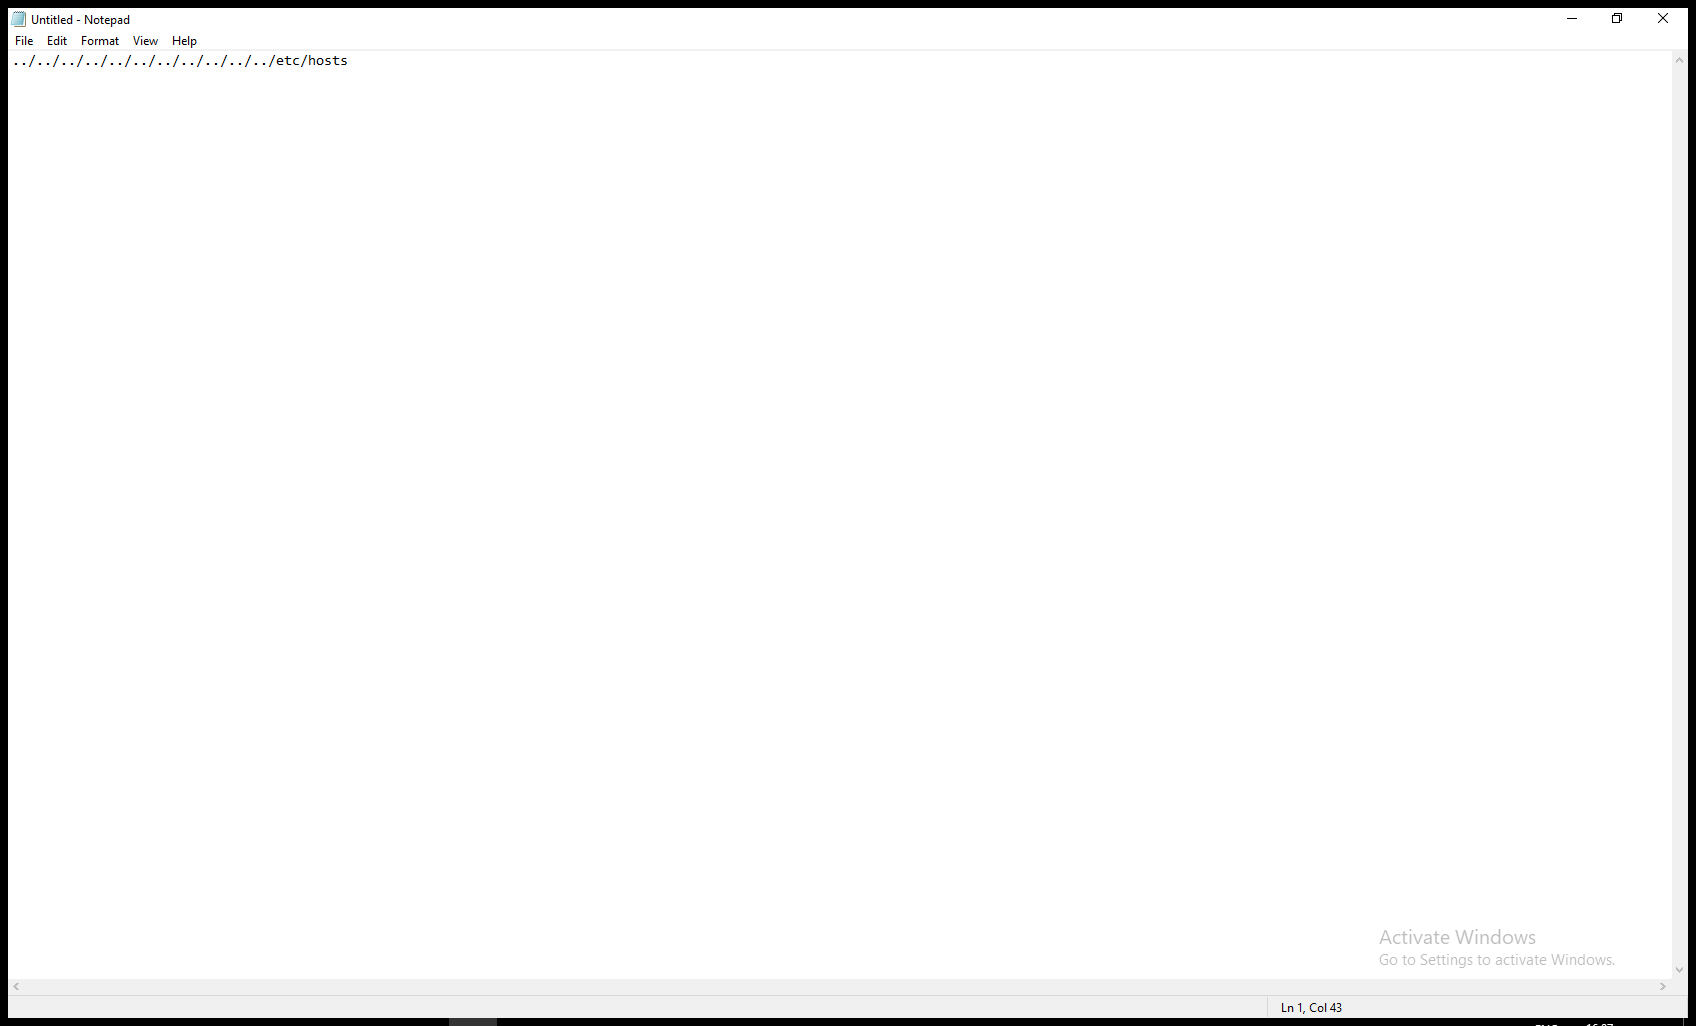 Untitled - Notepad
File Edit Format View Help
../../../../../../../../../../../etc/hosts
Activate Windows
Go to Settings to activate Windows.
Ln 1, Col 43